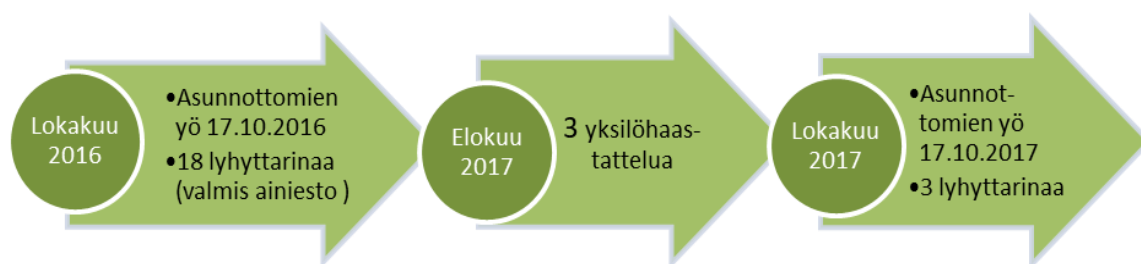 Lokakuu
2016
•Asunnottomien
yö 17.10.2016
•18 lyhyttarinaa
(valmis ainiesto )
Elokuu
2017
3 yksilöhaas-
tattelua
Lokakuu
2017
•Asunnot-
tomien yö
17.10.2017
•3 lyhyttarinaa